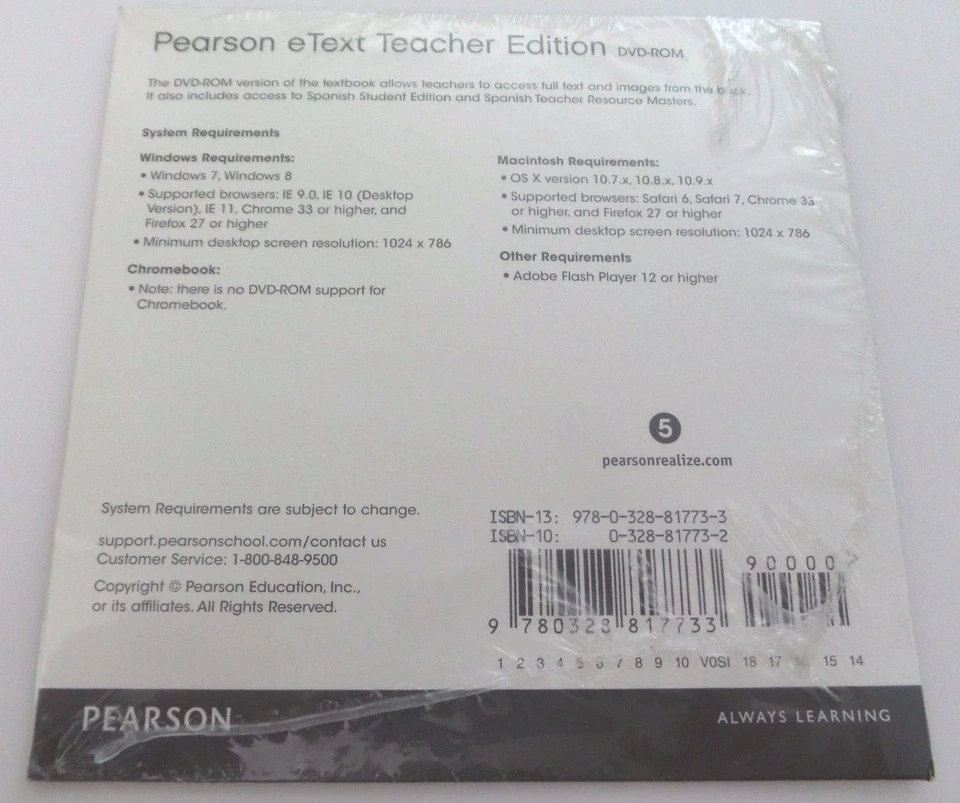 Pearson eText Teacher Edition DVD-ROM
The DVD-ROM version of the textbook allows teachers to access full text and images from the book.
It also includes access to Spanish Student Edition and Spanish Teacher Resource Masters.
System Requirements
Windows Requirements:
• Windows 7, Windows 8
• Supported browsers: IE 9.0, IE 10 (Desktop
Version), IE 11, Chrome 33 or higher, and
Firefox 27 or higher
• Minimum desktop screen resolution: 1024 x 786
Chromebook:
• Note: there is no DVD-ROM support for
Chromebook.
Macintosh Requirements:
• OS X version 10.7.x, 10.8.x, 10.9.x
• Supported browsers: Safari 6, Safari 7, Chrome 33
or higher, and Firefox 27 or higher
• Minimum desktop screen resolution: 1024 x 786
Other Requirements
• Adobe Flash Player 12 or higher
5
pearsonrealize.com
System Requirements are subject to change.
support.pearsonschool.com/contact us
Customer Service: 1-800-848-9500
Copyright © Pearson Education, Inc.,
or its affiliates. All Rights Reserved.
ISBN-13: 978-0-328-81773-3
ISBN-10: 0-328-81773-2
90000 >
9 780328 817733
1 2 3 4 5 6 7 8 9 10 V0SI 18 17 15 14
PEARSON
ALWAYS LEARNING